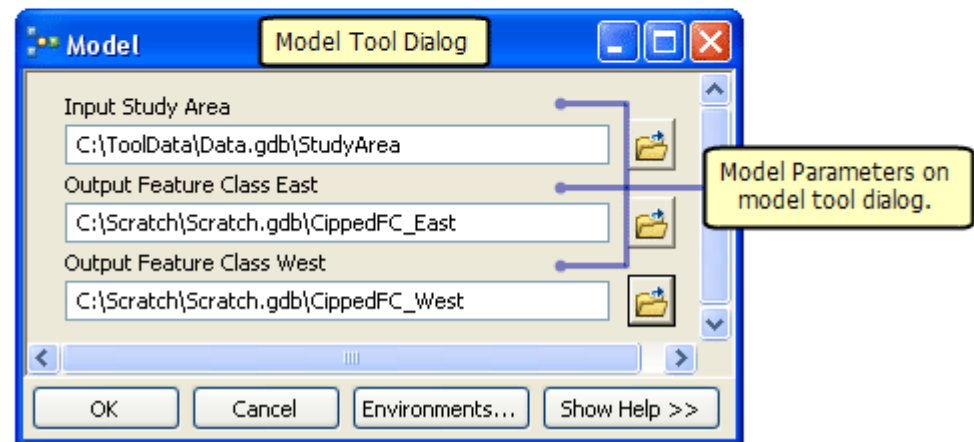 Model
Model Tool Dialog
Input Study Area
C:\ToolData\Data.gdb\StudyArea
Output Feature Class East
C:\Scratch\Scratch.gdb\CippedFC_East
Output Feature Class West
C:\Scratch\Scratch.gdb\CippedFC_West
Model Parameters on
model tool dialog.
OK
Cancel
Environments...
Show Help >>